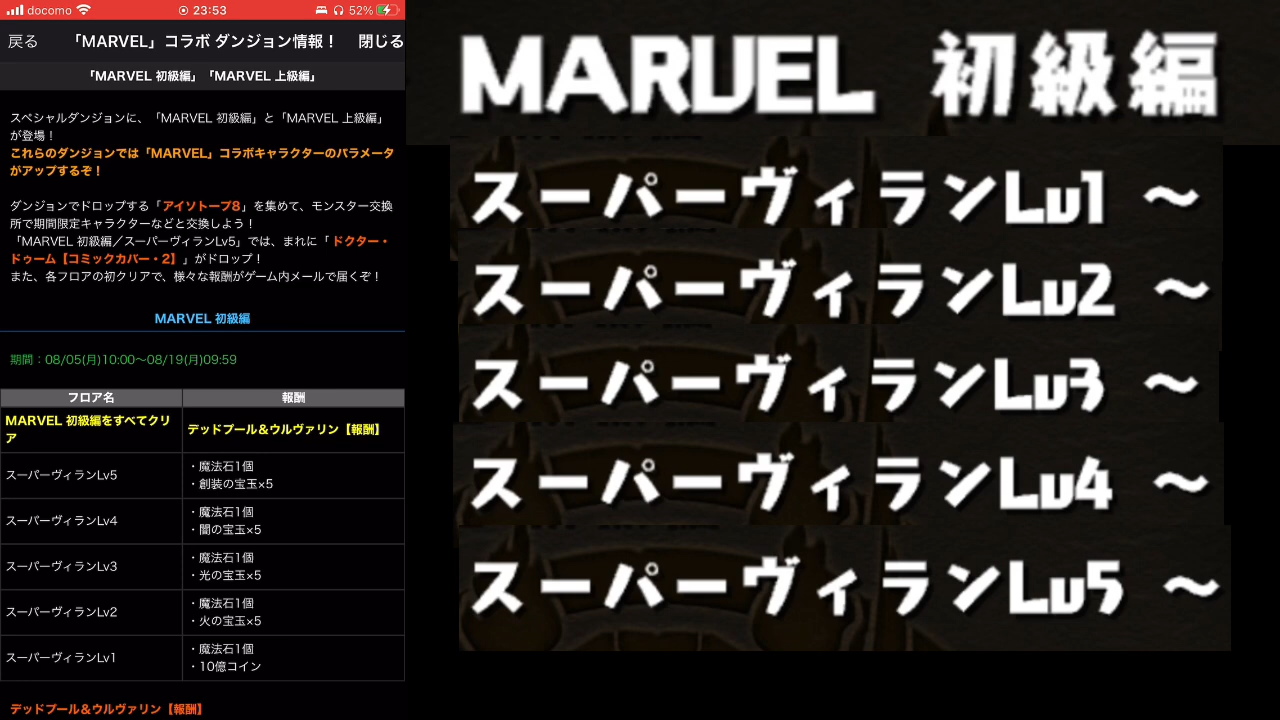 docomo 23:53 52%
戻る 「MARVEL」コラボ ダンジョン情報! 閉じる
「MARVEL 初級編」「MARVEL 上級編」
スペシャルダンジョンに、「MARVEL 初級編」と「MARVEL 上級編」
が登場!
これらのダンジョンでは「MARVEL」コラボキャラクターのパラメータ
がアップするぞ!
ダンジョンでドロップする「アイソトープ8」を集めて、モンスター交換
所で期間限定キャラクターなどと交換しよう!
「MARVEL 初級編／スーパーヴィランLv5」では、まれに「ドクター・
ドゥーム【コミックカバー・2】」がドロップ!
また、各フロアの初クリアで、様々な報酬がゲーム内メールで届くぞ!
MARVEL 初級編
期間：08/05(月)10:00〜08/19(月)09:59
フロア名 報酬
MARVEL 初級編をすべてクリ
ア
デッドプール＆ウルヴァリン【報酬】
スーパーヴィランLv5
・魔法石1個
・創装の宝玉×5
スーパーヴィランLv4
・魔法石1個
・闇の宝玉×5
スーパーヴィランLv3
・魔法石1個
・光の宝玉×5
スーパーヴィランLv2
・魔法石1個
・火の宝玉×5
スーパーヴィランLv1
・魔法石1個
・10億コイン
デッドプール＆ウルヴァリン【報酬】
MARVEL 初級編
スーパーヴィランLv1 〜
スーパーヴィランLv2 〜
スーパーヴィランLv3 〜
スーパーヴィランLv4 〜
スーパーヴィランLv5 〜